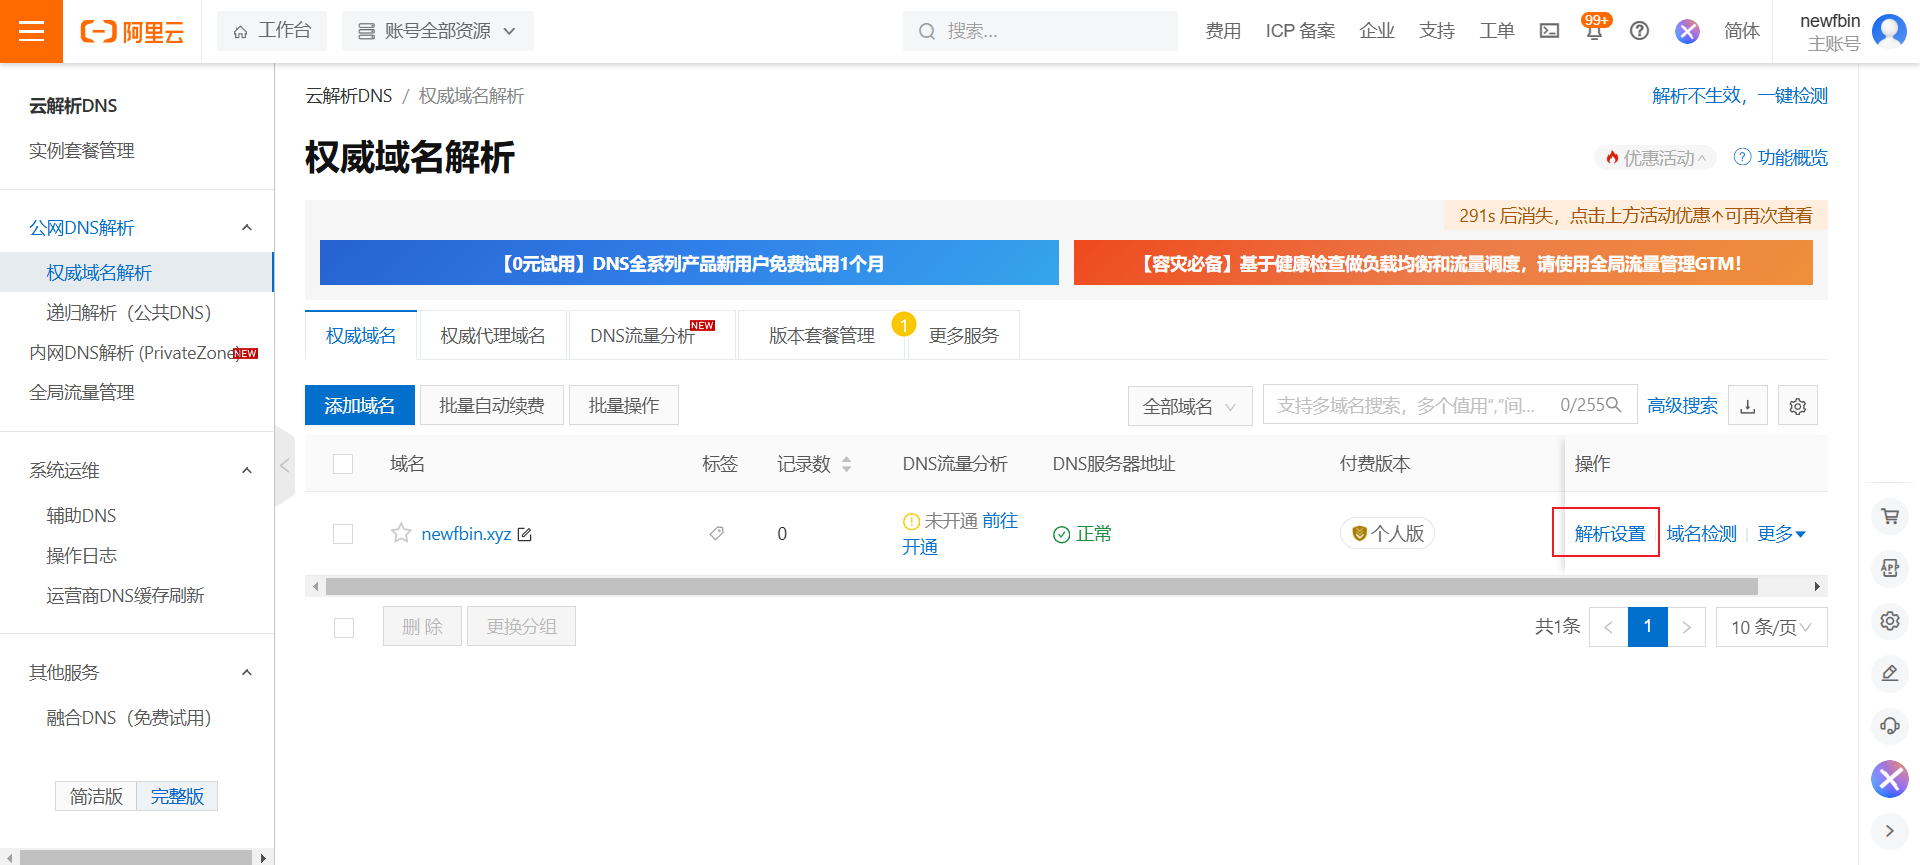 阿里云
工作台
账号全部资源
搜索...
费用
ICP 备案
企业
支持
工单
99+
简体
newfbin
主账号
云解析DNS
实例套餐管理
公网DNS解析
权威域名解析
递归解析（公共DNS）
内网DNS解析 (PrivateZone)
NEW
全局流量管理
系统运维
辅助DNS
操作日志
运营商DNS缓存刷新
其他服务
融合DNS（免费试用）
简洁版
完整版
云解析DNS / 权威域名解析
解析不生效，一键检测
权威域名解析
优惠活动
功能概览
291s 后消失，点击上方活动优惠↑可再次查看
【0元试用】DNS全系列产品新用户免费试用1个月
【容灾必备】基于健康检查做负载均衡和流量调度，请使用全局流量管理GTM！
权威域名
权威代理域名
DNS流量分析
NEW
版本套餐管理
1
更多服务
添加域名
批量自动续费
批量操作
全部域名
支持多域名搜索，多个值用“,”间...
0/255
高级搜索
域名
标签
记录数
DNS流量分析
DNS服务器地址
付费版本
操作
newfbin.xyz
0
未开通 前往
开通
正常
个人版
解析设置
域名检测
更多
删 除
更换分组
共1条
1
10 条/页
APP